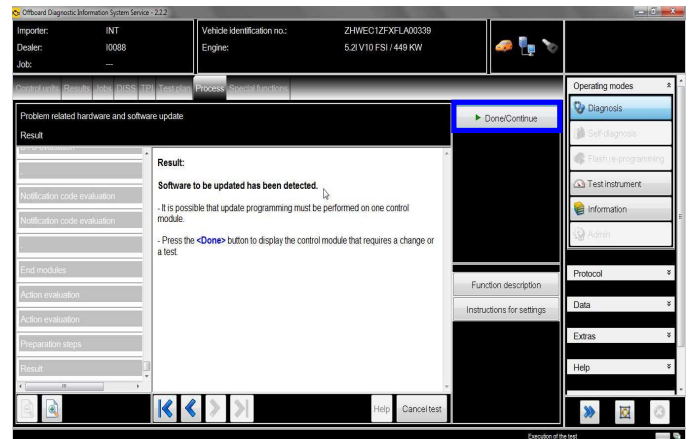 Offboard Diagnostic Information System Service - 2.2.2
Importer: INT
Dealer: I0088
Job: ---
Vehicle identification no.: ZHWEC1ZFXFLA00339
Engine: 5.2l V10 FSI / 449 KW
Control units Results Jobs DISS TPI Test plan Process Special functions
Problem related hardware and software update
Result
Notification code evaluation
Notification code evaluation
End modules
Action evaluation
Action evaluation
Preparation steps
Result
Result:
Software to be updated has been detected.
- It is possible that update programming must be performed on one control
module.
- Press the <Done> button to display the control module that requires a change or
a test.
Help
Cancel test
Done/Continue
Function description
Instructions for settings
Operating modes
Diagnosis
Self-diagnosis
Flash re-programming
Test instrument
Information
Admin
Protocol
Data
Extras
Help
Execution of the test